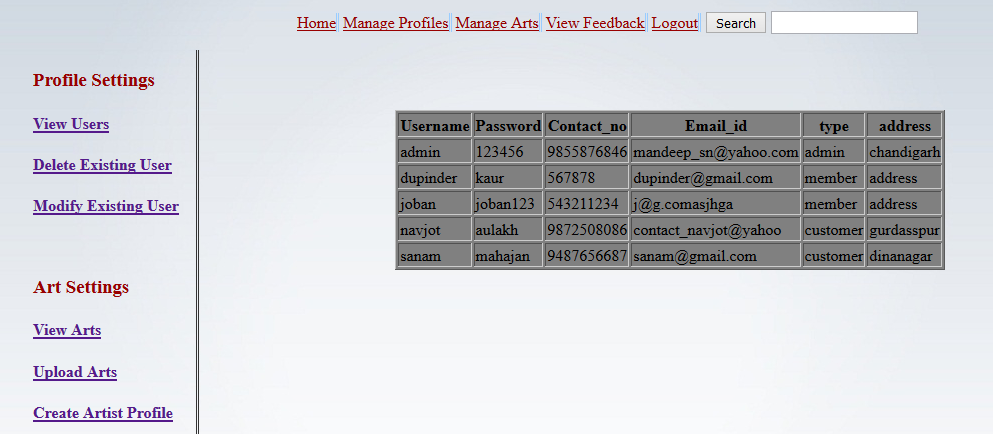 Home Manage Profiles Manage Arts View Feedback Logout Search
Profile Settings
View Users
Delete Existing User
Modify Existing User
Art Settings
View Arts
Upload Arts
Create Artist Profile
Username Password Contact_no Email_id type address
admin 123456 9855876846 mandeep_sn@yahoo.com admin chandigarh
dupinder kaur 567878 dupinder@gmail.com member address
joban joban123 543211234 j@g.comasjhga member address
navjot aulakh 9872508086 contact_navjot@yahoo customer gurdasspur
sanam mahajan 9487656687 sanam@gmail.com customer dinanagar